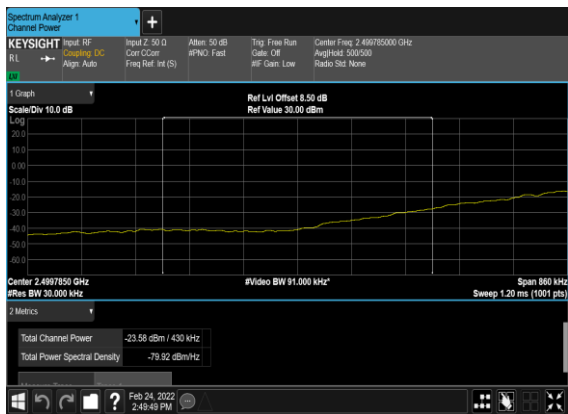 Spectrum Analyzer 1
Channel Power
KEYSIGHT
RL
Input: RF
Coupling: DC
Align: Auto
Input Z: 50 Ω
Corr CCorr
Freq Ref: Int (S)
Atten: 50 dB
#PNO: Fast
Trig: Free Run
Gate: Off
#IF Gain: Low
Center Freq: 2.499785000 GHz
Avg|Hold: 500/500
Radio Std: None
1 Graph
Scale/Div 10.0 dB
Ref Lvl Offset 8.50 dB
Ref Value 30.00 dBm
Log
20.0
10.0
0.00
-10.0
-20.0
-30.0
-40.0
-50.0
-60.0
Center 2.4997850 GHz
#Video BW 91.000 kHz*
Span 860 kHz
#Res BW 30.000 kHz
Sweep 1.20 ms (1001 pts)
2 Metrics
Total Channel Power -23.58 dBm / 430 kHz
Total Power Spectral Density -79.92 dBm/Hz
Feb 24, 2022
2:49:49 PM